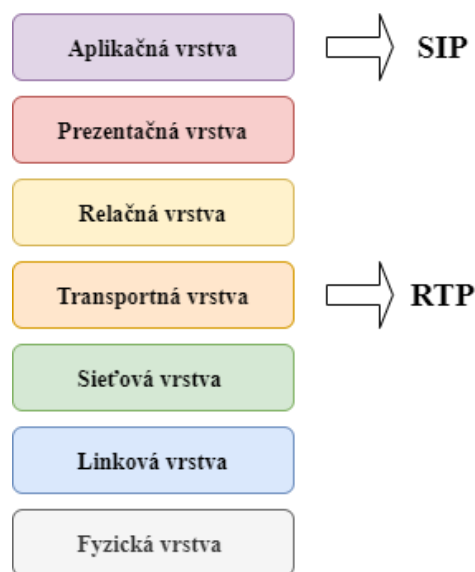 Aplikačná vrstva
SIP
Prezentačná vrstva
Relačná vrstva
Transportná vrstva
RTP
Sieťová vrstva
Linková vrstva
Fyzická vrstva